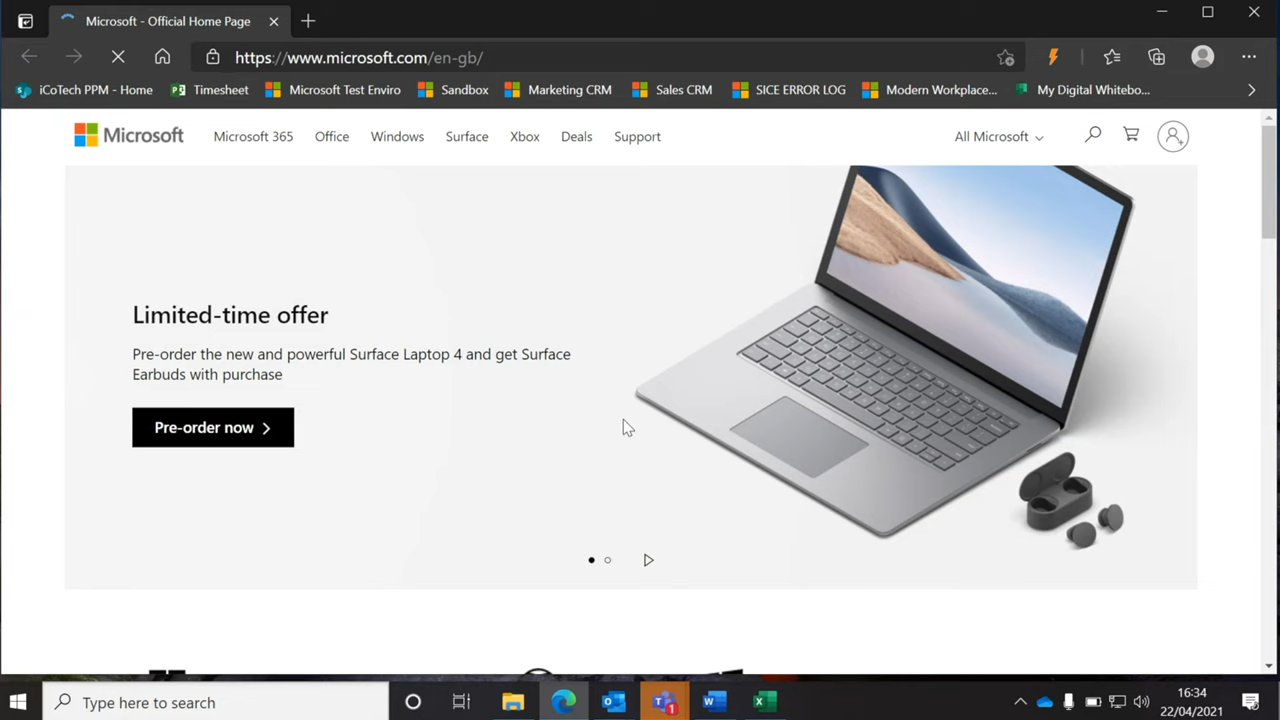 Microsoft - Official Home Page
https://www.microsoft.com/en-gb/
iCoTech PPM - Home
Timesheet
Microsoft Test Enviro
Sandbox
Marketing CRM
Sales CRM
SICE ERROR LOG
Modern Workplace...
My Digital Whitebo...
Microsoft
Microsoft 365
Office
Windows
Surface
Xbox
Deals
Support
All Microsoft
Limited-time offer
Pre-order the new and powerful Surface Laptop 4 and get Surface
Earbuds with purchase
Pre-order now
Type here to search
1
16:34
22/04/2021